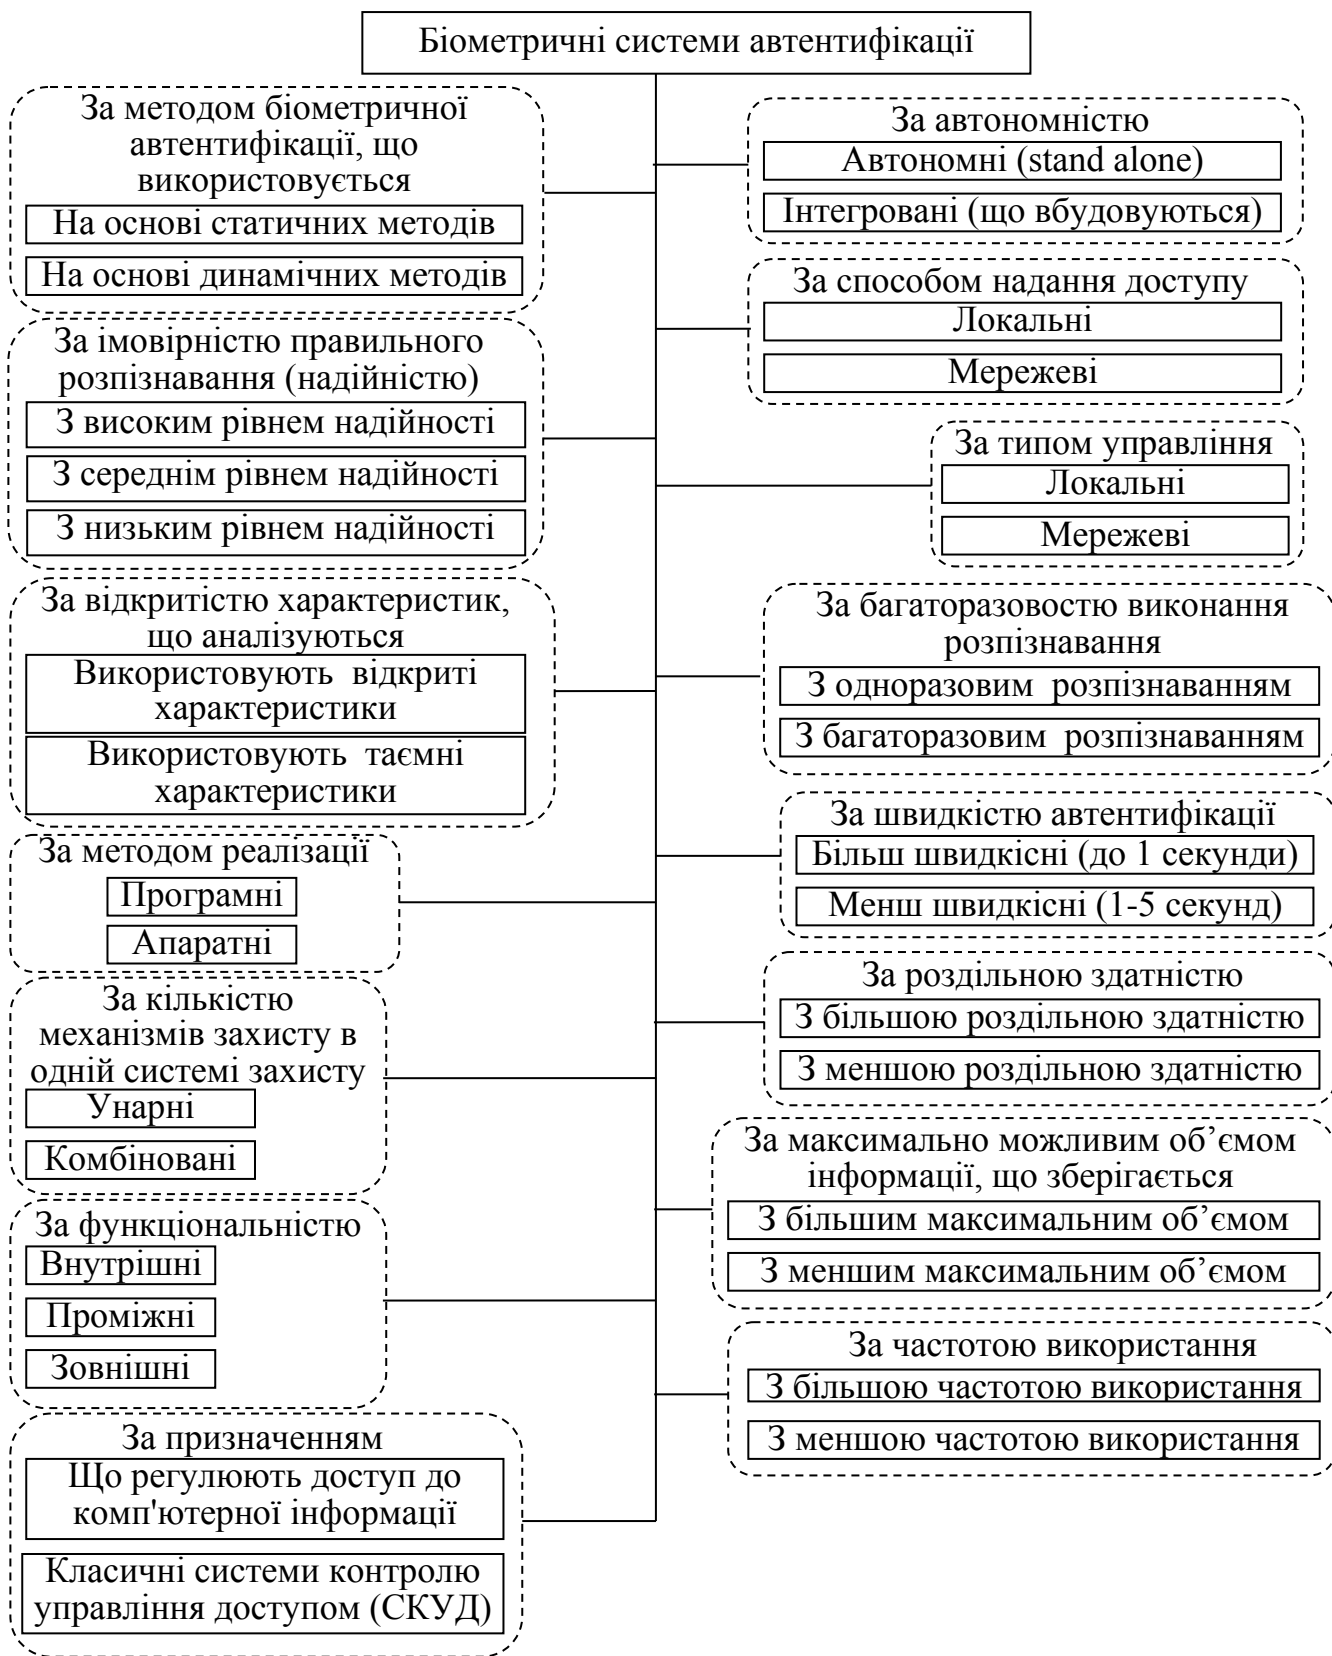 Біометричні системи автентифікації
За методом біометричної
автентифікації, що
використовується
На основі статичних методів
На основі динамічних методів
За імовірністю правильного
розпізнавання (надійністю)
З високим рівнем надійності
З середнім рівнем надійності
З низьким рівнем надійності
За відкритістю характеристик,
що аналізуються
Використовують відкриті
характеристики
Використовують таємні
характеристики
За методом реалізації
Програмні
Апаратні
За кількістю
механізмів захисту в
одній системі захисту
Унарні
Комбіновані
За функціональністю
Внутрішні
Проміжні
Зовнішні
За призначенням
Що регулюють доступ до
комп'ютерної інформації
Класичні системи контролю
управління доступом (СКУД)
За автономністю
Автономні (stand alone)
Інтегровані (що вбудовуються)
За способом надання доступу
Локальні
Мережеві
За типом управління
Локальні
Мережеві
За багаторазовостю виконання
розпізнавання
З одноразовим розпізнаванням
З багаторазовим розпізнаванням
За швидкістю автентифікації
Більш швидкісні (до 1 секунди)
Менш швидкісні (1-5 секунд)
За роздільною здатністю
З більшою роздільною здатністю
З меншою роздільною здатністю
За максимально можливим об’ємом
інформації, що зберігається
З більшим максимальним об’ємом
З меншим максимальним об’ємом
За частотою використання
З більшою частотою використання
З меншою частотою використання